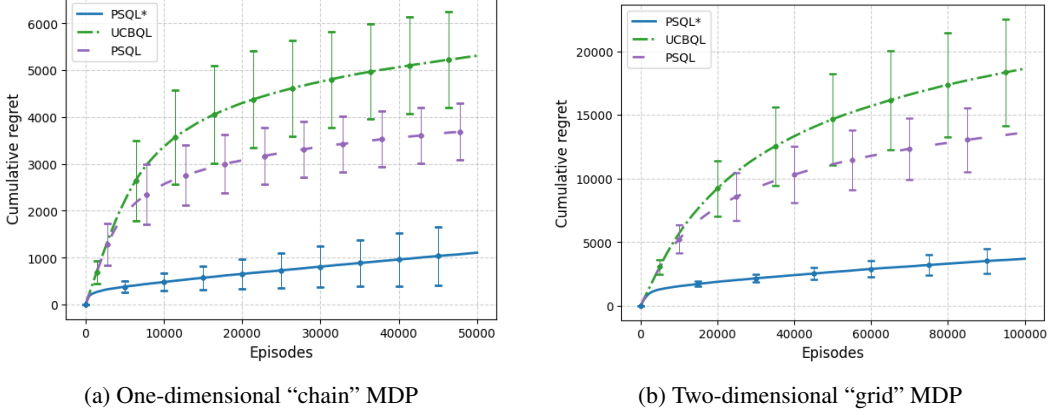 PSQL*
UCBQL
PSQL
Cumulative regret
6000
5000
4000
3000
2000
1000
0
0 10000 20000 30000 40000 50000
Episodes
(a) One-dimensional “chain” MDP
PSQL*
UCBQL
PSQL
Cumulative regret
20000
15000
10000
5000
0
0 20000 40000 60000 80000 100000
Episodes
(b) Two-dimensional “grid” MDP